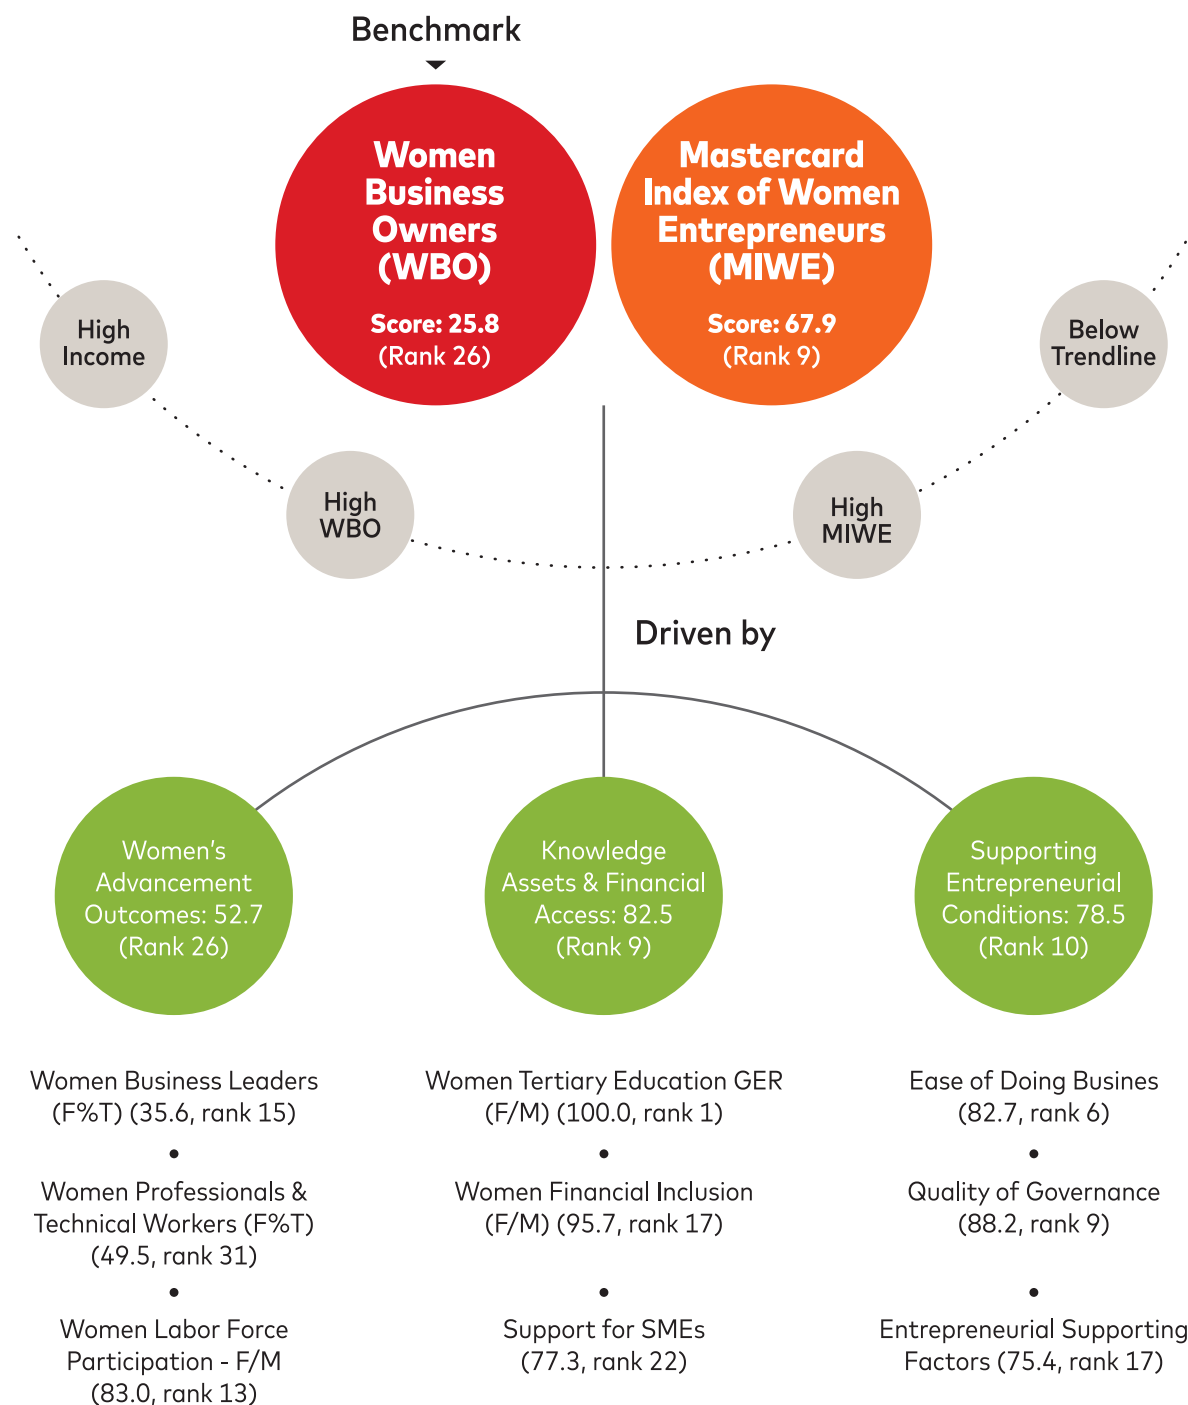 Benchmark
Women
Business
Owners
(WBO)
Score: 25.8
(Rank 26)
Mastercard
Index of Women
Entrepreneurs
(MIWE)
Score: 67.9
(Rank 9)
High
Income
High
WBO
High
MIWE
Below
Trendline
Driven by
Women's
Advancement
Outcomes: 52.7
(Rank 26)
Knowledge
Assets & Financial
Access: 82.5
(Rank 9)
Supporting
Entrepreneurial
Conditions: 78.5
(Rank 10)
Women Business Leaders
(F%T) (35.6, rank 15)
•
Women Professionals &
Technical Workers (F%T)
(49.5, rank 31)
•
Women Labor Force
Participation - F/M
(83.0, rank 13)
Women Tertiary Education GER
(F/M) (100.0, rank 1)
•
Women Financial Inclusion
(F/M) (95.7, rank 17)
•
Support for SMEs
(77.3, rank 22)
Ease of Doing Busines
(82.7, rank 6)
•
Quality of Governance
(88.2, rank 9)
•
Entrepreneurial Supporting
Factors (75.4, rank 17)